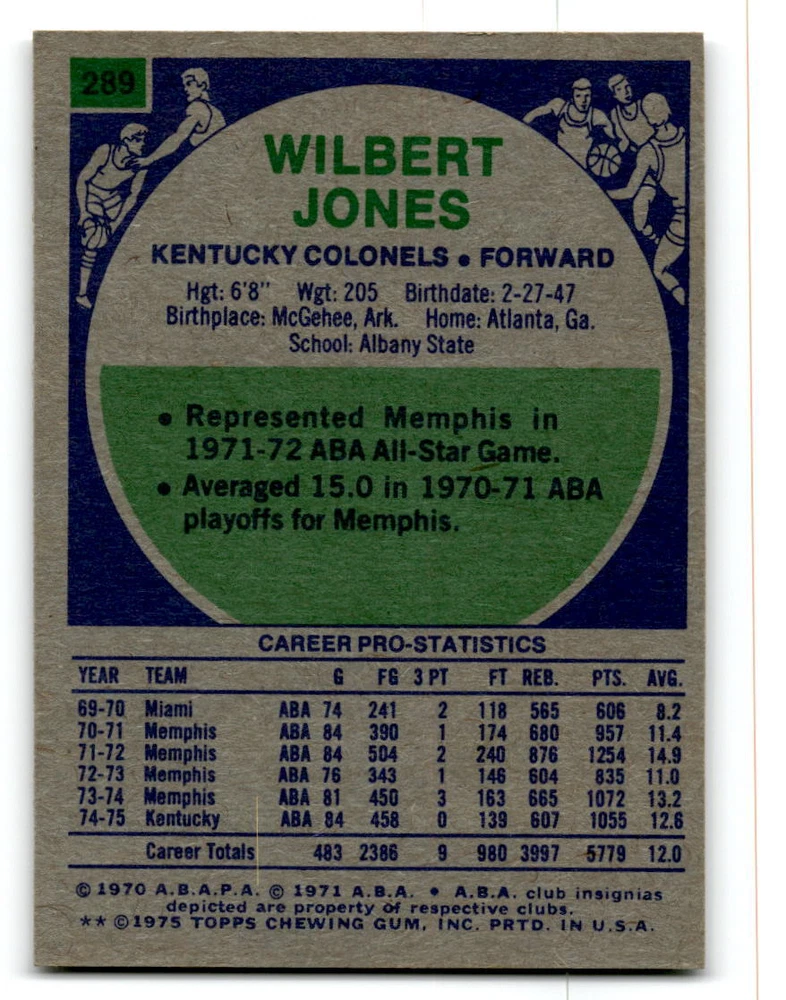 289
WILBERT
JONES
KENTUCKY COLONELS • FORWARD
Hgt: 6'8" Wgt: 205 Birthdate: 2-27-47
Birthplace: McGehee, Ark. Home: Atlanta, Ga.
School: Albany State
• Represented Memphis in
1971-72 ABA All-Star Game.
• Averaged 15.0 in 1970-71 ABA
playoffs for Memphis.
CAREER PRO-STATISTICS
YEAR TEAM G FG 3 PT FT REB. PTS. AVG.
69-70 Miami ABA 74 241 2 118 565 606 8.2
70-71 Memphis ABA 84 390 1 174 680 957 11.4
71-72 Memphis ABA 84 504 2 240 876 1254 14.9
72-73 Memphis ABA 76 343 1 146 604 835 11.0
73-74 Memphis ABA 81 450 3 163 665 1072 13.2
74-75 Kentucky ABA 84 458 0 139 607 1055 12.6
Career Totals 483 2386 9 980 3997 5779 12.0
© 1970 A.B.A.P.A. © 1971 A.B.A. • A.B.A. club insignias
depicted are property of respective clubs.
** ©1975 TOPPS CHEWING GUM, INC. PRTD. IN U.S.A.